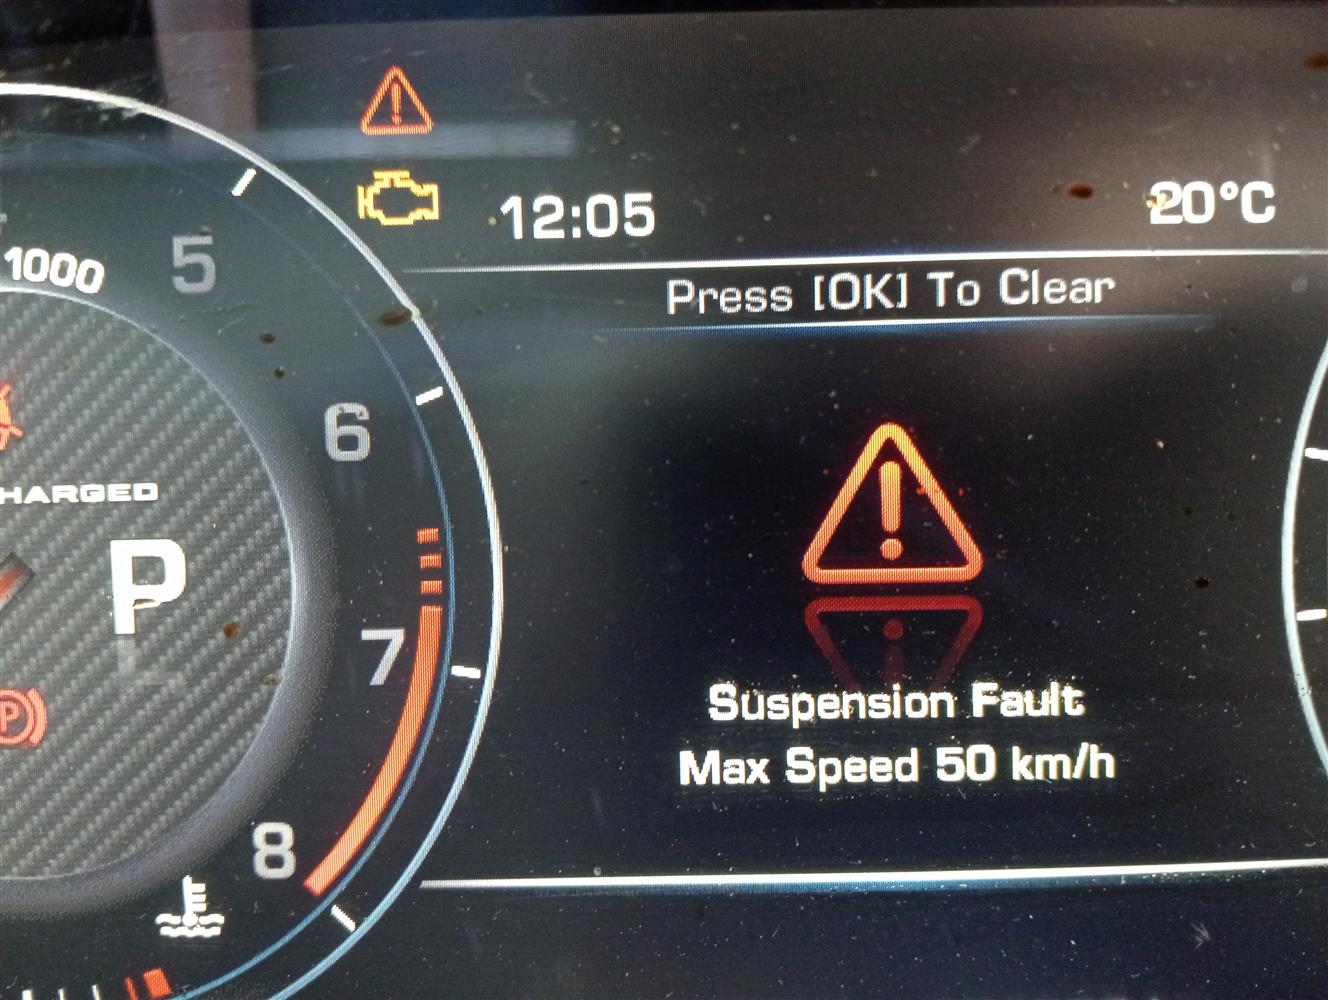 12:05
20°C
Press [OK] To Clear
1000
5
6
HARGED
P
7
8
P
Suspension Fault
Max Speed 50 km/h